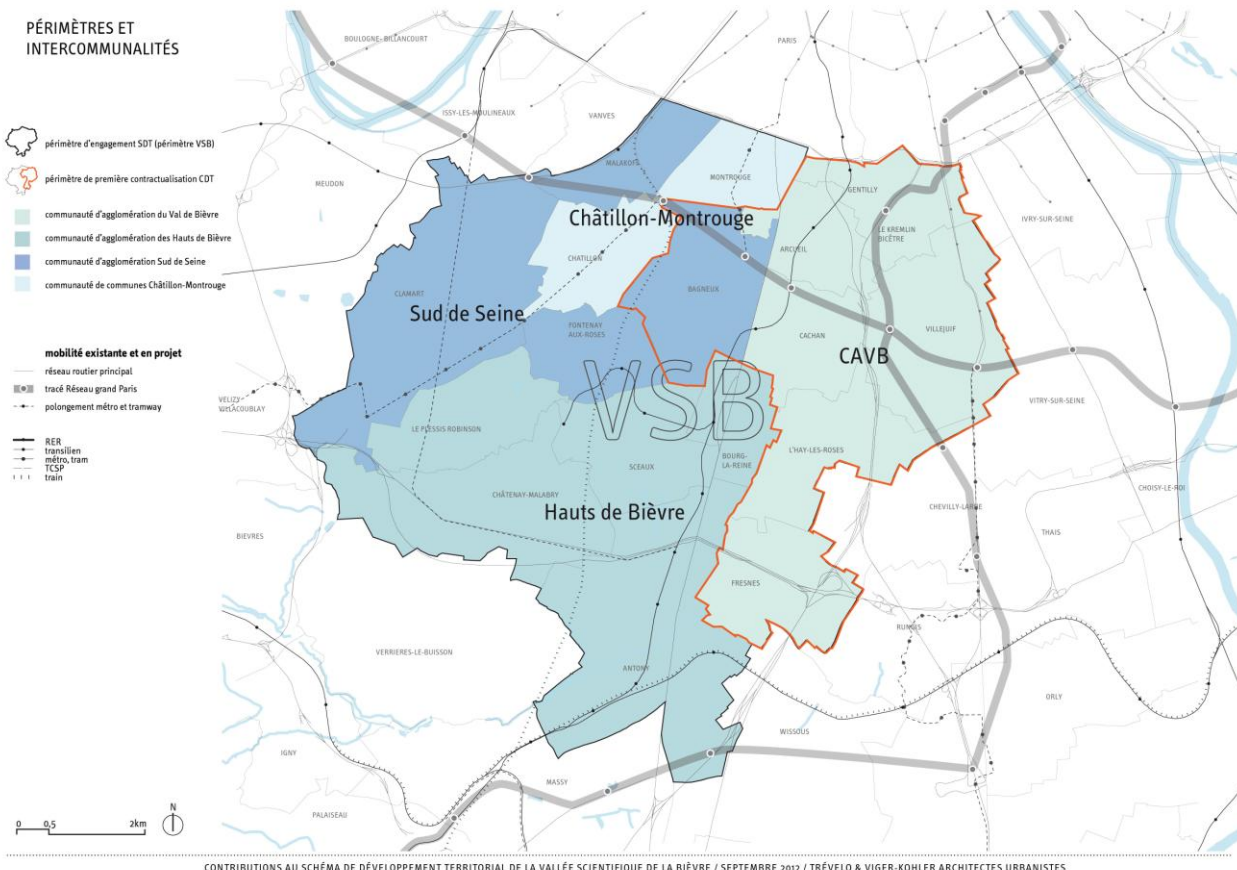 PÉRIMÈTRES ET
INTERCOMMUNALITÉS
périmètre d'engagement SDT (périmètre VSB)
périmètre de première contractualisation CDT
communauté d'agglomération du Val de Bièvre
communauté d'agglomération des Hauts de Bièvre
communauté d'agglomération Sud de Seine
communauté de communes Châtillon-Montrouge
mobilité existante et en projet
réseau routier principal
tracé Réseau grand Paris
polongement métro et tramway
RER
transilien
métro, tram
TCSP
train
0 0,5 2km
N
BOULOGNE- BILLANCOURT
PARIS
ISSY-LES-MOULINEAUX
VANVES
MALAKOFF
MONTROUGE
GENTILLY
MEUDON
IVRY-SUR-SEINE
Châtillon-Montrouge
LE KREMLIN
BICÊTRE
ARCUEIL
CHATILLON
BAGNEUX
CLAMART
Sud de Seine
FONTENAY
AUX-ROSES
CACHAN
VILLEJUIF
CAVB
VSB
VELIZY
VILLACOUBLAY
VITRY-SUR-SEINE
LE PLESSIS ROBINSON
SCEAUX
BOURG-
LA-REINE
L'HAY-LES-ROSES
CHÂTENAY-MALABRY
Hauts de Bièvre
CHEVILLY-LARUE
CHOISY-LE-ROI
THAIS
BIEVRES
FRESNES
RUNGIS
VERRIERES-LE-BUISSON
ANTONY
ORLY
WISSOUS
IGNY
MASSY
PALAISEAU
CONTRIBUTIONS AU SCHÉMA DE DÉVELOPPEMENT TERRITORIAL DE LA VALLÉE SCIENTIFIQUE DE LA BIÈVRE / SEPTEMBRE 2012 / TRÉVELO & VIGER-KOHLER ARCHITECTES URBANISTES